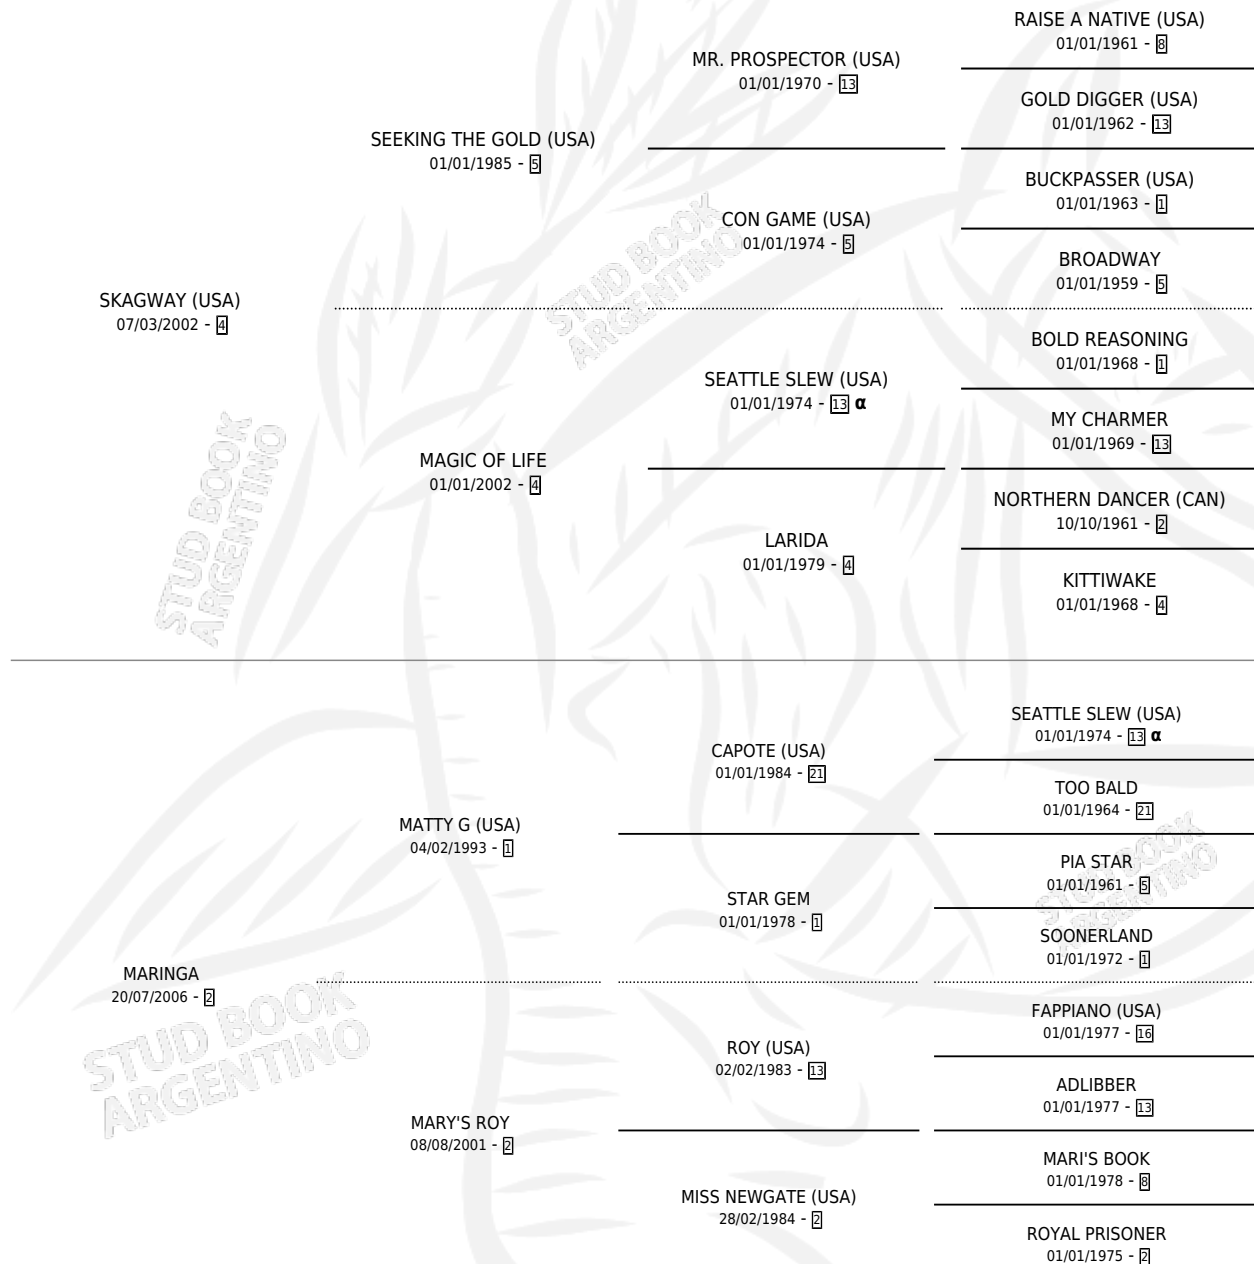 RAISE A NATIVE (USA)
01/01/1961 - 8
MR. PROSPECTOR (USA)
01/01/1970 - 13
GOLD DIGGER (USA)
01/01/1962 - 13
SEEKING THE GOLD (USA)
01/01/1985 - 5
BUCKPASSER (USA)
01/01/1963 - 1
CON GAME (USA)
01/01/1974 - 5
BROADWAY
01/01/1959 - 5
STUD BOOK
ARGENTINO
SKAGWAY (USA)
07/03/2002 - 4
BOLD REASONING
01/01/1968 - 1
SEATTLE SLEW (USA)
01/01/1974 - 13 α
MY CHARMER
01/01/1969 - 13
MAGIC OF LIFE
01/01/2002 - 4
NORTHERN DANCER (CAN)
10/10/1961 - 2
LARIDA
01/01/1979 - 4
KITTIWAKE
01/01/1968 - 4
STUD BOOK
ARGENTINO
SEATTLE SLEW (USA)
01/01/1974 - 13 α
CAPOTE (USA)
01/01/1984 - 21
TOO BALD
01/01/1964 - 21
MATTY G (USA)
04/02/1993 - 1
PIA STAR
01/01/1961 - 5
STAR GEM
01/01/1978 - 1
SOONERLAND
01/01/1972 - 1
STUD BOOK
ARGENTINO
MARINGA
20/07/2006 - 2
FAPPIANO (USA)
01/01/1977 - 16
ROY (USA)
02/02/1983 - 13
ADLIBBER
01/01/1977 - 13
STUD BOOK
ARGENTINO
MARY'S ROY
08/08/2001 - 2
MARI'S BOOK
01/01/1978 - 8
MISS NEWGATE (USA)
28/02/1984 - 2
ROYAL PRISONER
01/01/1975 - 2